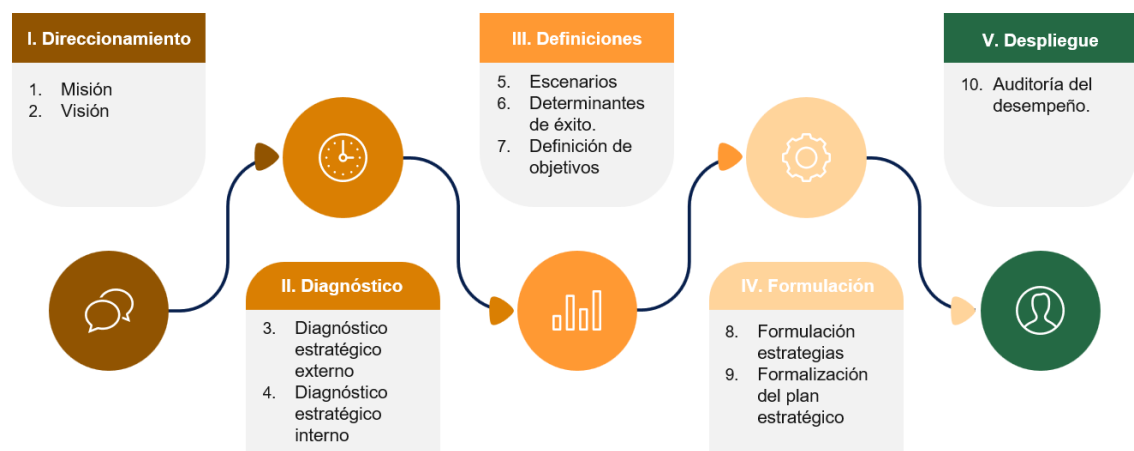 I. Direccionamiento
1. Misión
2. Visión
II. Diagnóstico
3. Diagnóstico
estratégico
externo
4. Diagnóstico
estratégico
interno
III. Definiciones
5. Escenarios
6. Determinantes
de éxito.
7. Definición de
objetivos
IV. Formulación
8. Formulación
estrategias
9. Formalización
del plan
estratégico
V. Despliegue
10. Auditoría del
desempeño.